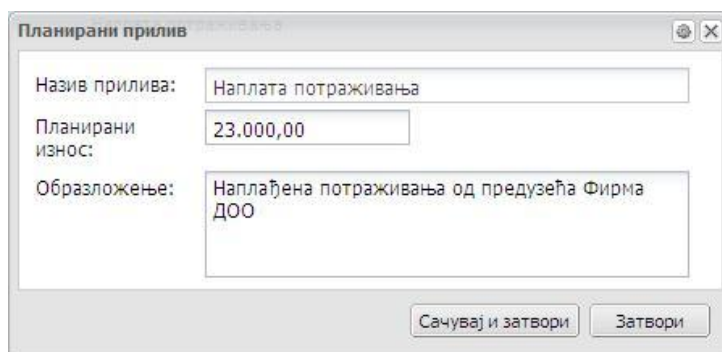 Планирани прилив
Назив прилива:
Наплата потраживања
Планирани
износ:
23.000,00
Образложење:
Наплаћена потраживања од предузећа Фирма
ДОО
Сачувај и затвори
Затвори